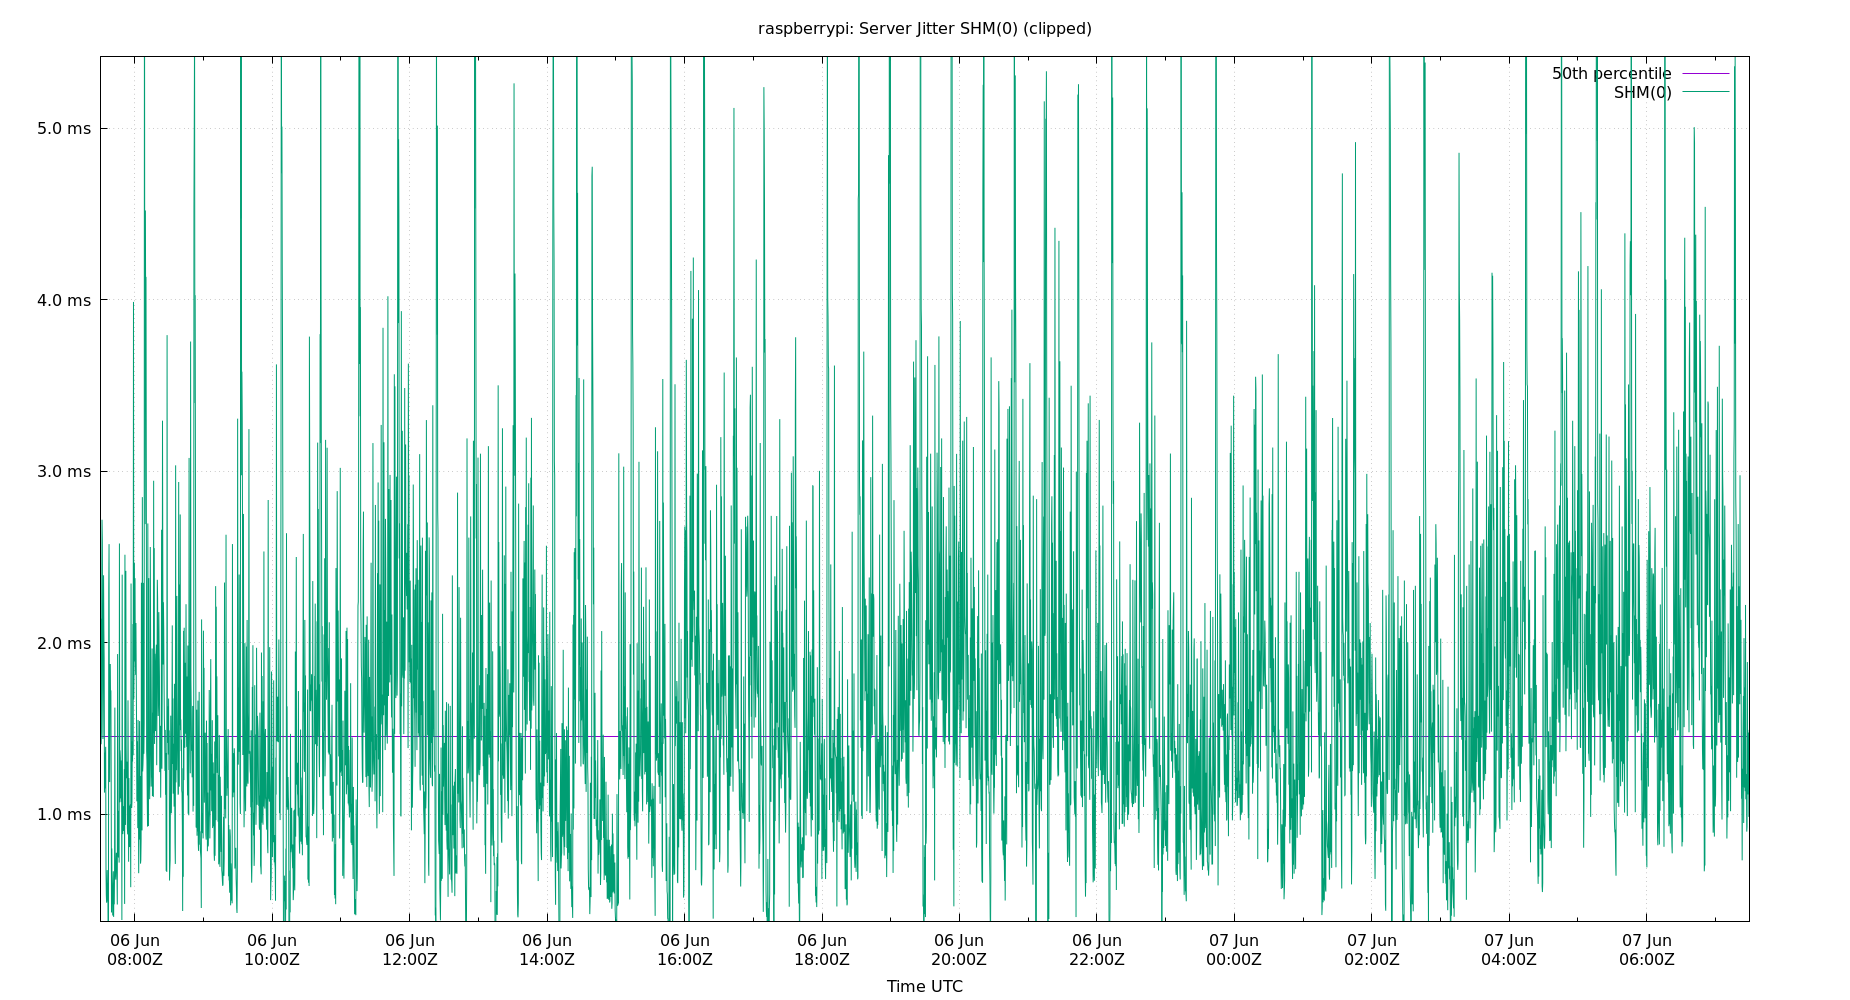 raspberrypi: Server Jitter SHM(0) (clipped)
50th percentile
SHM(0)
5.0 ms
4.0 ms
3.0 ms
2.0 ms
1.0 ms
06 Jun 06 Jun 06 Jun 06 Jun 06 Jun 06 Jun 06 Jun 06 Jun 07 Jun 07 Jun 07 Jun 07 Jun
08:00Z 10:00Z 12:00Z 14:00Z 16:00Z 18:00Z 20:00Z 22:00Z 00:00Z 02:00Z 04:00Z 06:00Z
Time UTC